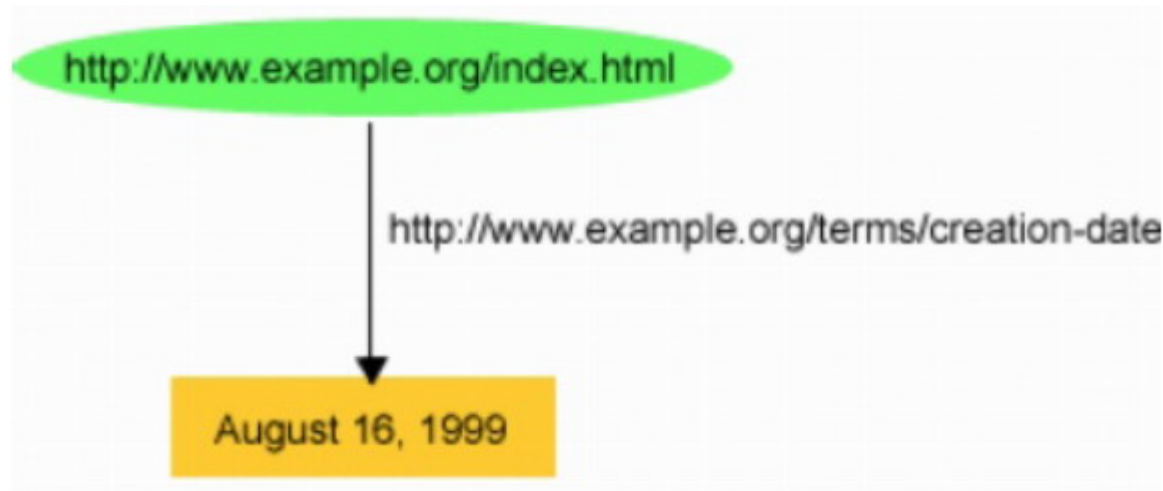 http://www.example.org/index.html
http://www.example.org/terms/creation-date
August 16, 1999